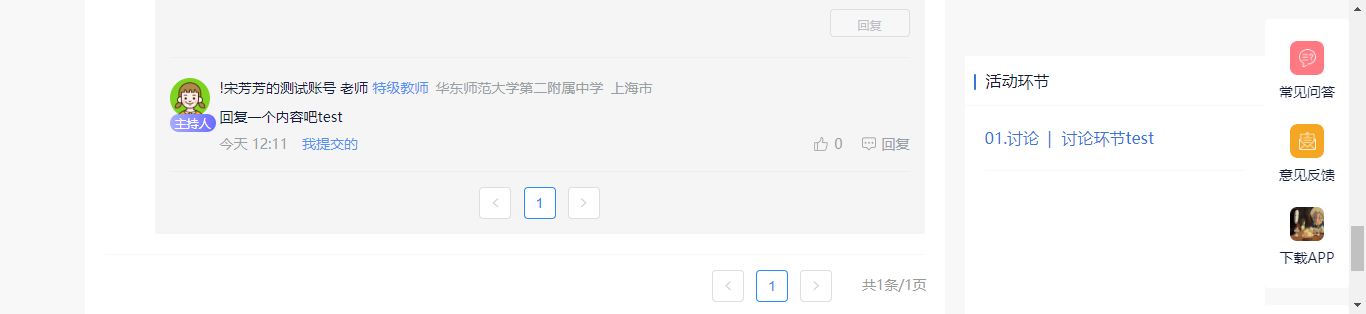 回复
!宋芳芳的测试账号 老师 特级教师 华东师范大学第二附属中学 上海市
主持人
回复一个内容吧test
今天 12:11 我提交的
0 回复
1
1
共1条/1页
活动环节
01.讨论 | 讨论环节test
常见问答
意见反馈
下载APP